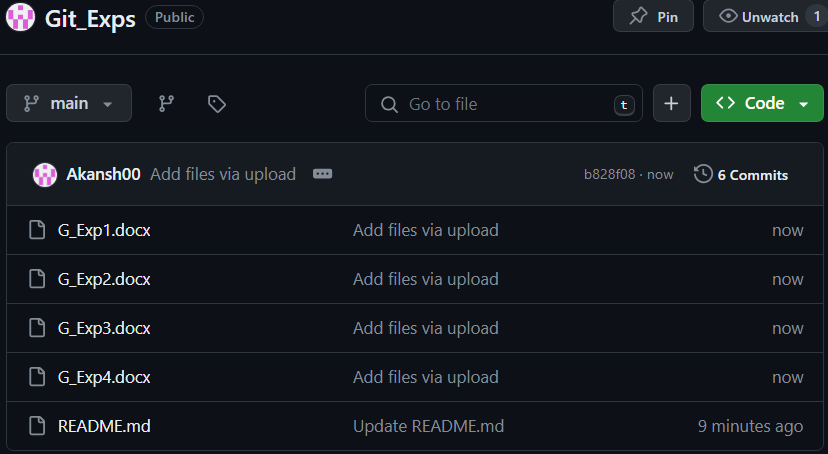 Git_Exps Public Pin Unwatch 1
main Go to file t + <> Code
Akansh00 Add files via upload b828f08 · now 6 Commits
G_Exp1.docx Add files via upload now
G_Exp2.docx Add files via upload now
G_Exp3.docx Add files via upload now
G_Exp4.docx Add files via upload now
README.md Update README.md 9 minutes ago